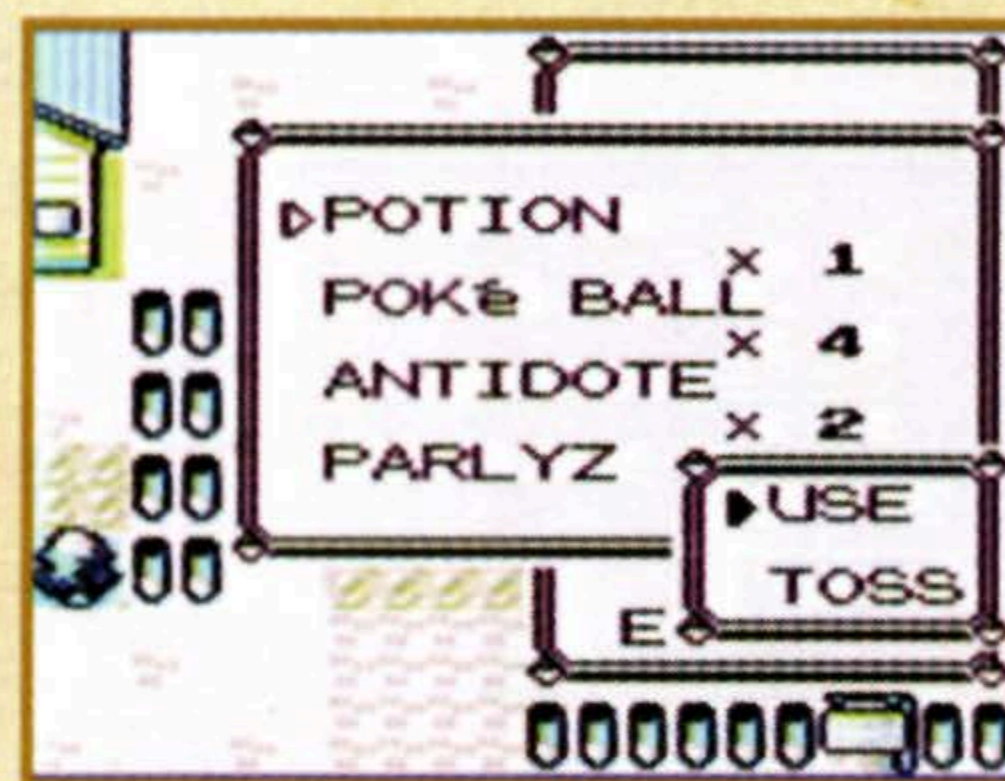 ▷POTION
× 1
POKé BALL
× 4
ANTIDOTE
× 2
PARLYZ
▶USE
TOSS
E